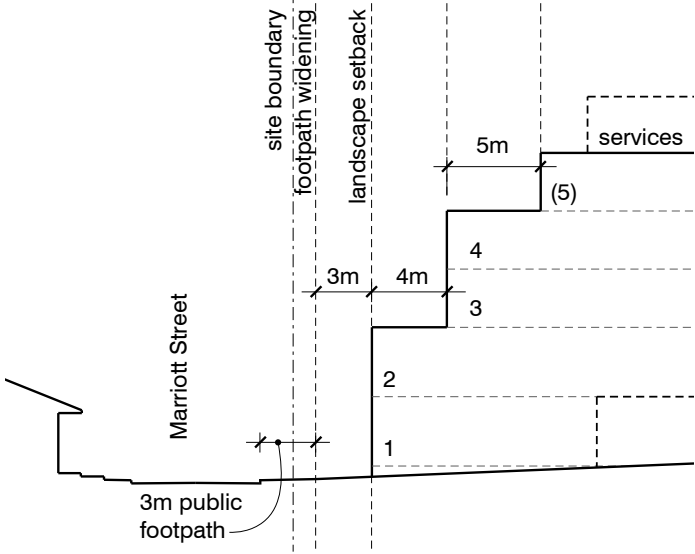 site boundary
footpath widening
landscape setback
services
5m
(5)
4
3m
4m
3
Marriott Street
2
1
3m public
footpath